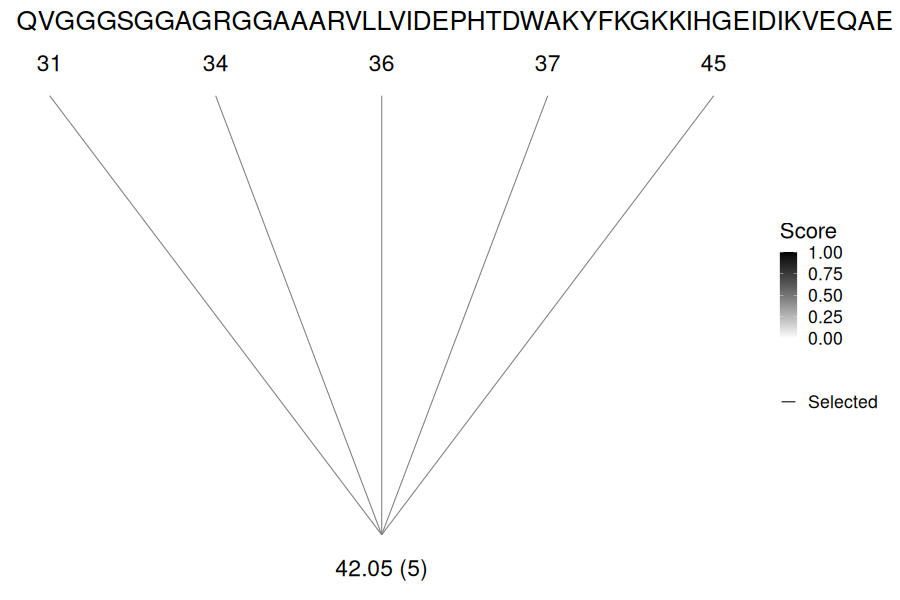 QVGGGSGGAGRGGAAARVLLVIDEPHTDWAKYFKGKKIHGEIDIKVEQAE
31 34 36 37 45
Score
1.00
0.75
0.50
0.25
0.00
Selected
42.05 (5)